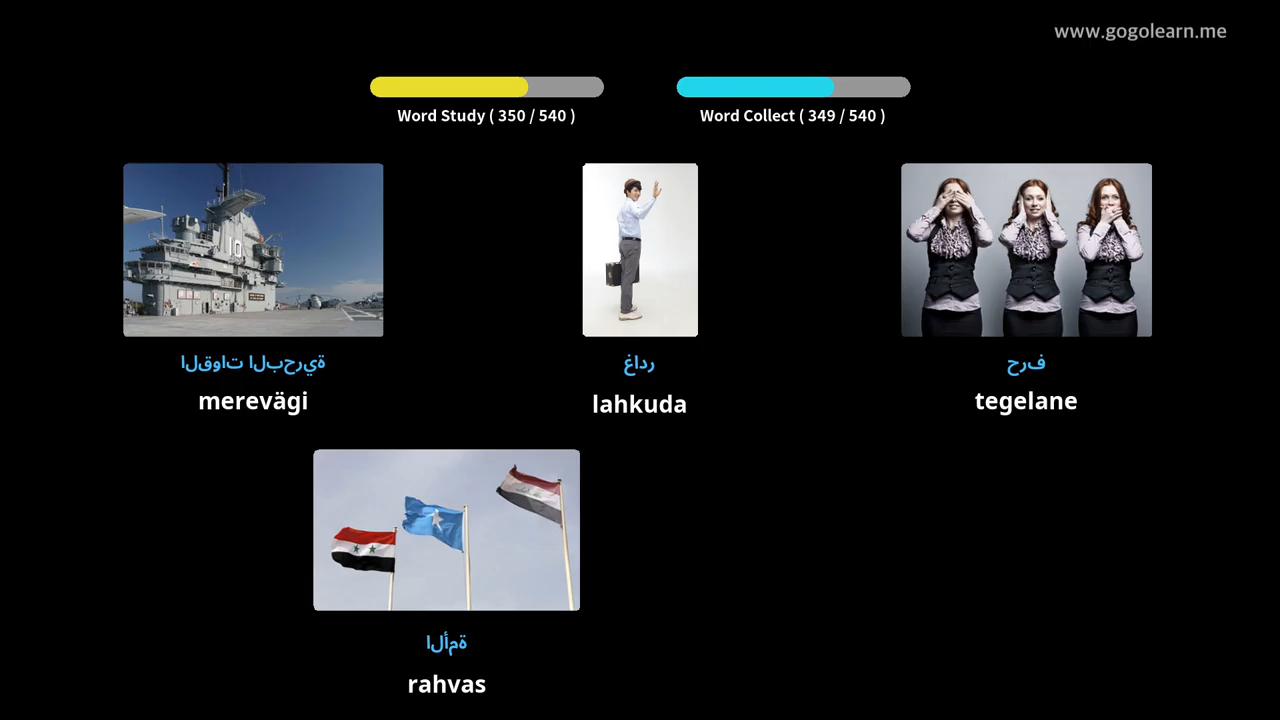 www.gogolearn.me
Word Study ( 350 / 540 )
Word Collect ( 349 / 540 )
10
القوات البحرية
merevägi
غادر
lahkuda
حرف
tegelane
الأمة
rahvas